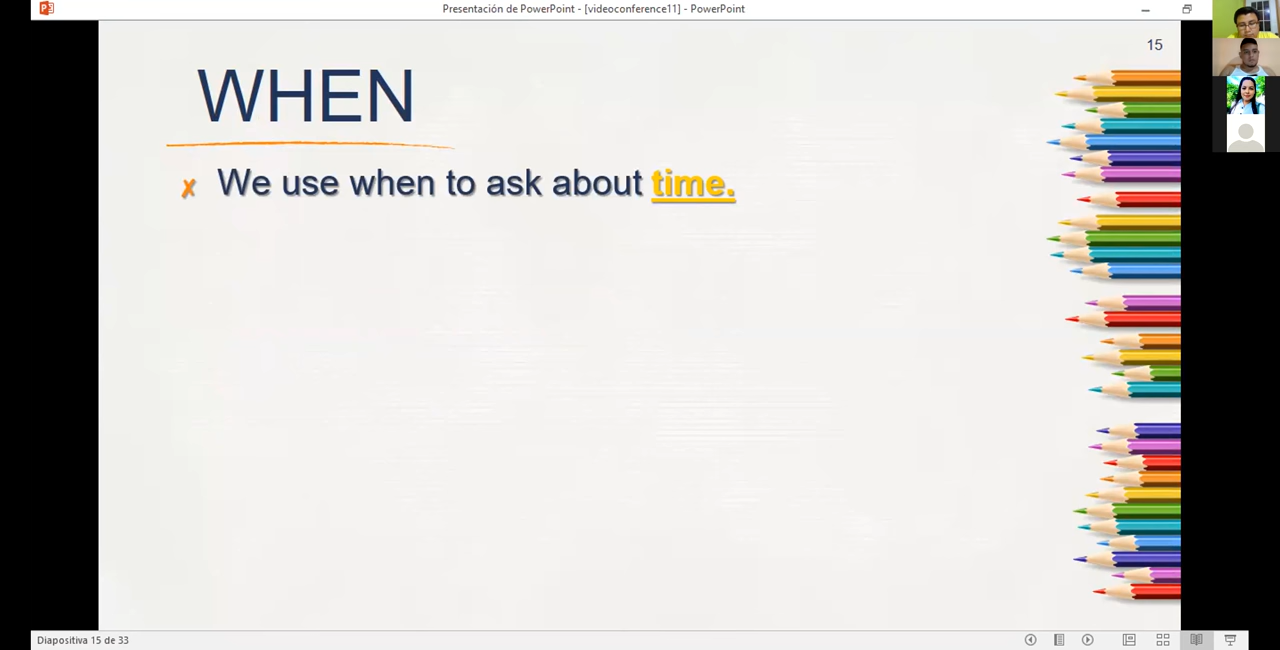 Presentación de PowerPoint - [videoconference11] - PowerPoint
15
WHEN
We use when to ask about time.
Diapositiva 15 de 33